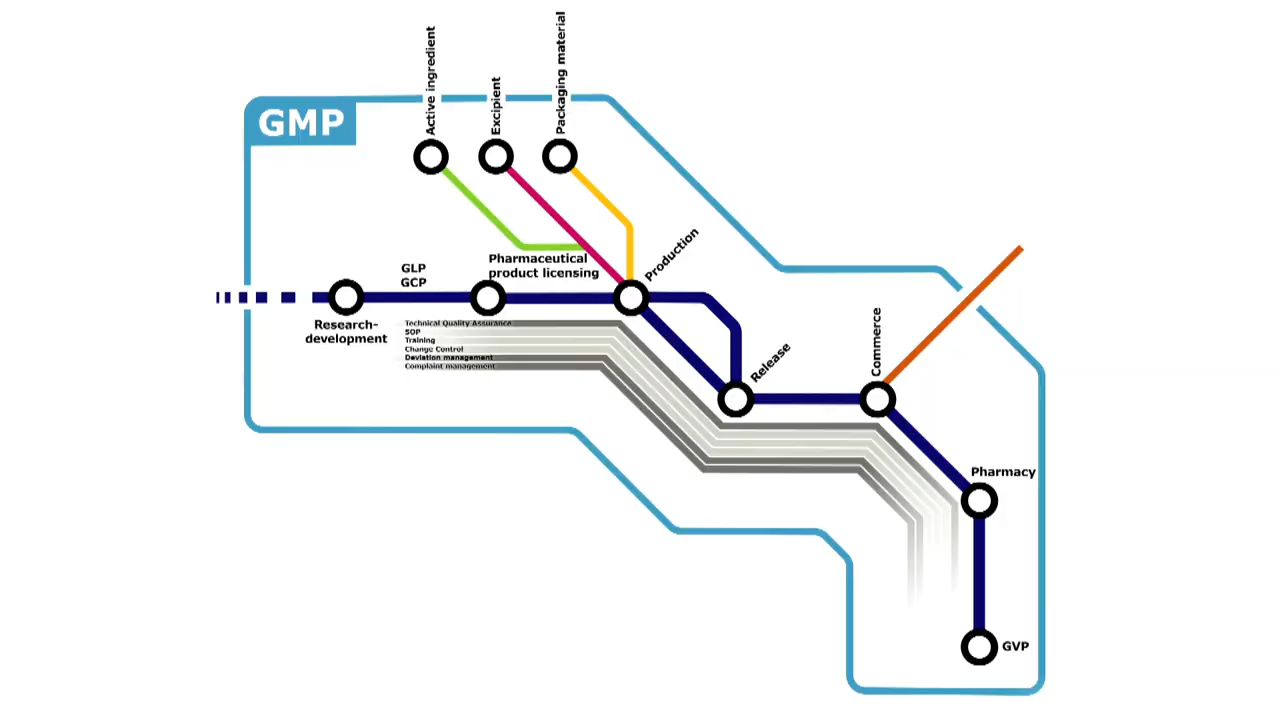 Active ingredient
Excipient
Packaging material
GMP
Production
Pharmaceutical
product licensing
GLP
GCP
Research-
development
Technical Quality Assurance
SOP
Training
Change Control
Deviation management
Complaint management
Release
Commerce
Pharmacy
GVP